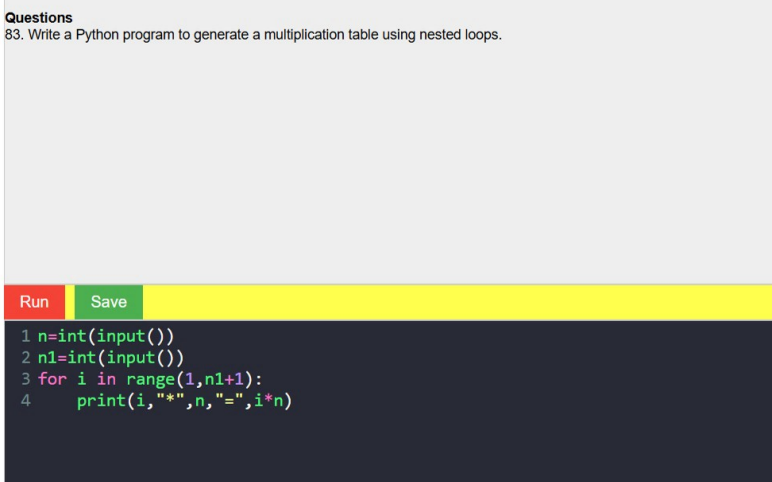 Questions
83. Write a Python program to generate a multiplication table using nested loops.
Run Save
1 n=int(input())
2 n1=int(input())
3 for i in range(1,n1+1):
4     print(i,"*",n,"=",i*n)